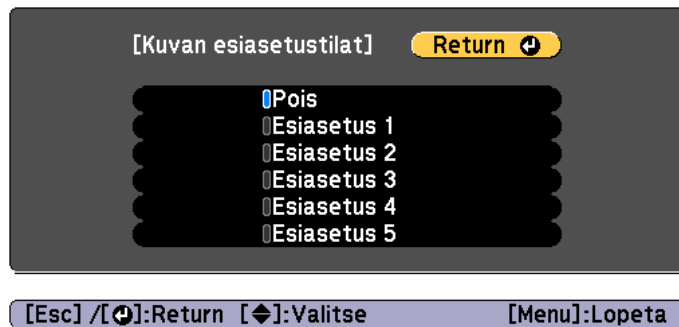 [Kuvan esiasetustilat] Return
Pois
Esiasetus 1
Esiasetus 2
Esiasetus 3
Esiasetus 4
Esiasetus 5
[Esc] /[⏎]:Return [◆]:Valitse [Menu]:Lopeta